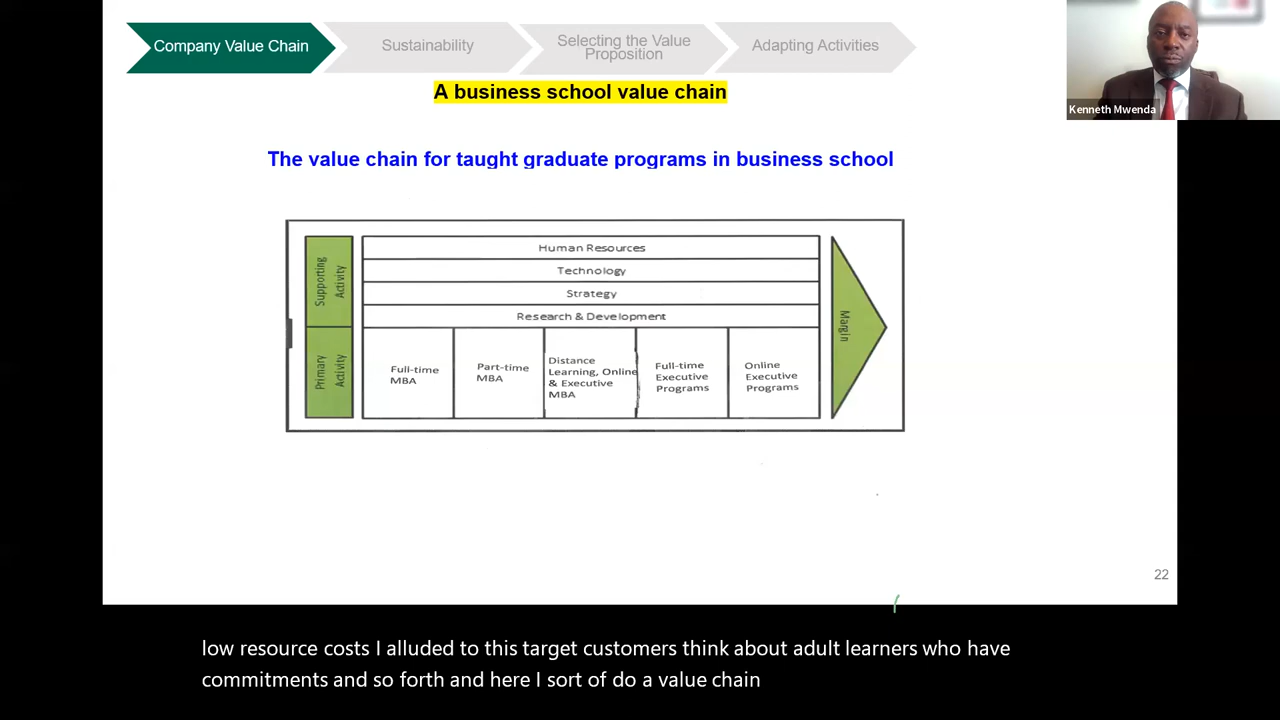 Company Value Chain
Sustainability
Selecting the Value
Proposition
Adapting Activities
Kenneth Mwenda
A business school value chain
The value chain for taught graduate programs in business school
Supporting
Activity
Human Resources
Technology
Strategy
Research & Development
Primary
Activity
Full-time
MBA
Part-time
MBA
Distance
Learning, Online
& Executive
MBA
Full-time
Executive
Programs
Online
Executive
Programs
Margin
22
low resource costs I alluded to this target customers think about adult learners who have
commitments and so forth and here I sort of do a value chain